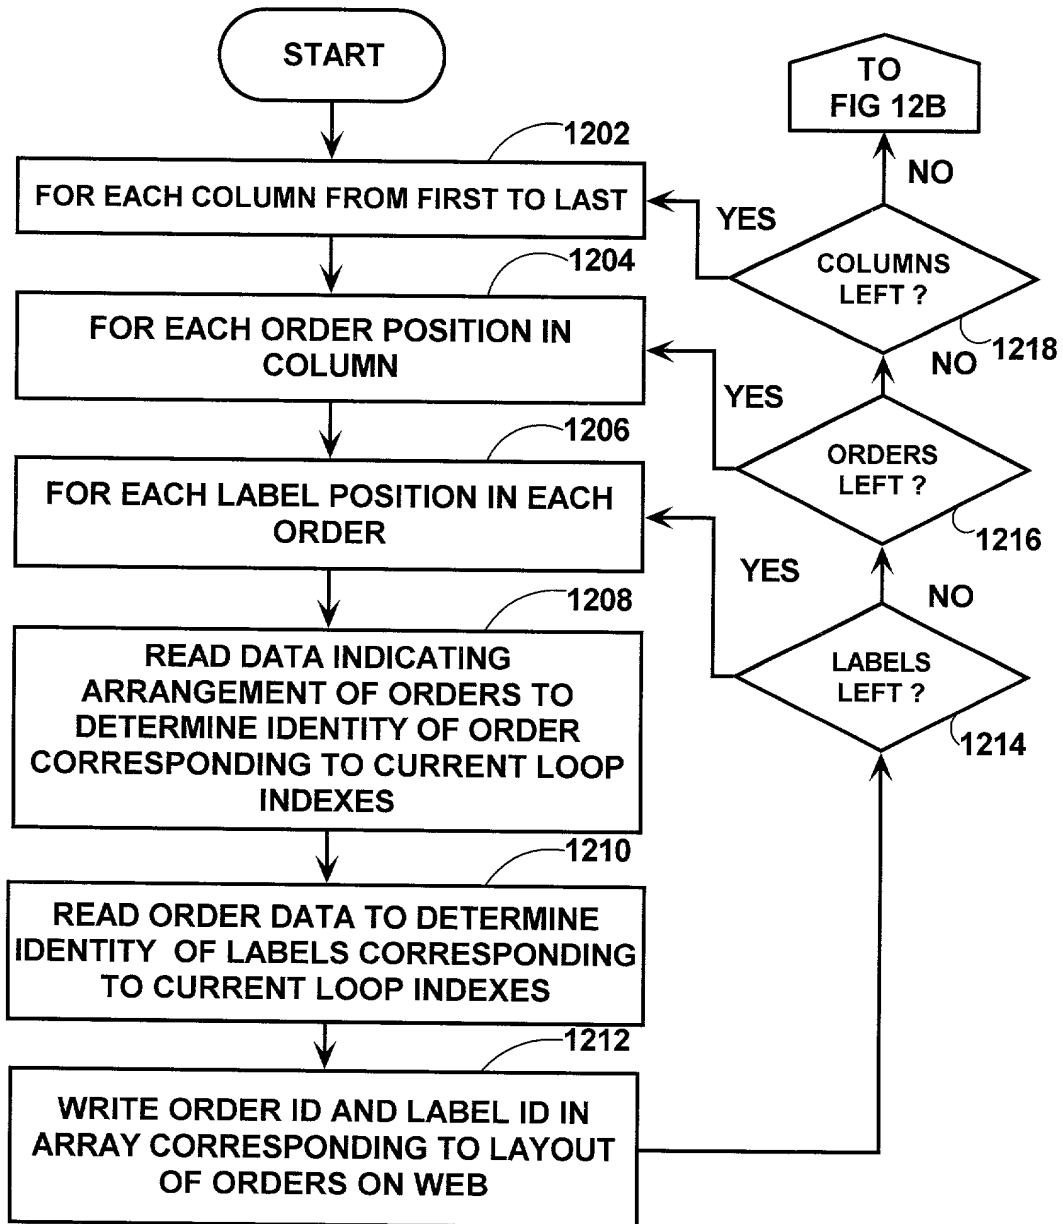 START
1202
FOR EACH COLUMN FROM FIRST TO LAST
1204
FOR EACH ORDER POSITION IN
COLUMN
1206
FOR EACH LABEL POSITION IN EACH
ORDER
1208
READ DATA INDICATING
ARRANGEMENT OF ORDERS TO
DETERMINE IDENTITY OF ORDER
CORRESPONDING TO CURRENT LOOP
INDEXES
1210
READ ORDER DATA TO DETERMINE
IDENTITY OF LABELS CORRESPONDING
TO CURRENT LOOP INDEXES
1212
WRITE ORDER ID AND LABEL ID IN
ARRAY CORRESPONDING TO LAYOUT
OF ORDERS ON WEB
TO
FIG 12B
NO
YES
COLUMNS
LEFT ?
1218
NO
YES
ORDERS
LEFT ?
1216
YES
NO
LABELS
LEFT ?
1214